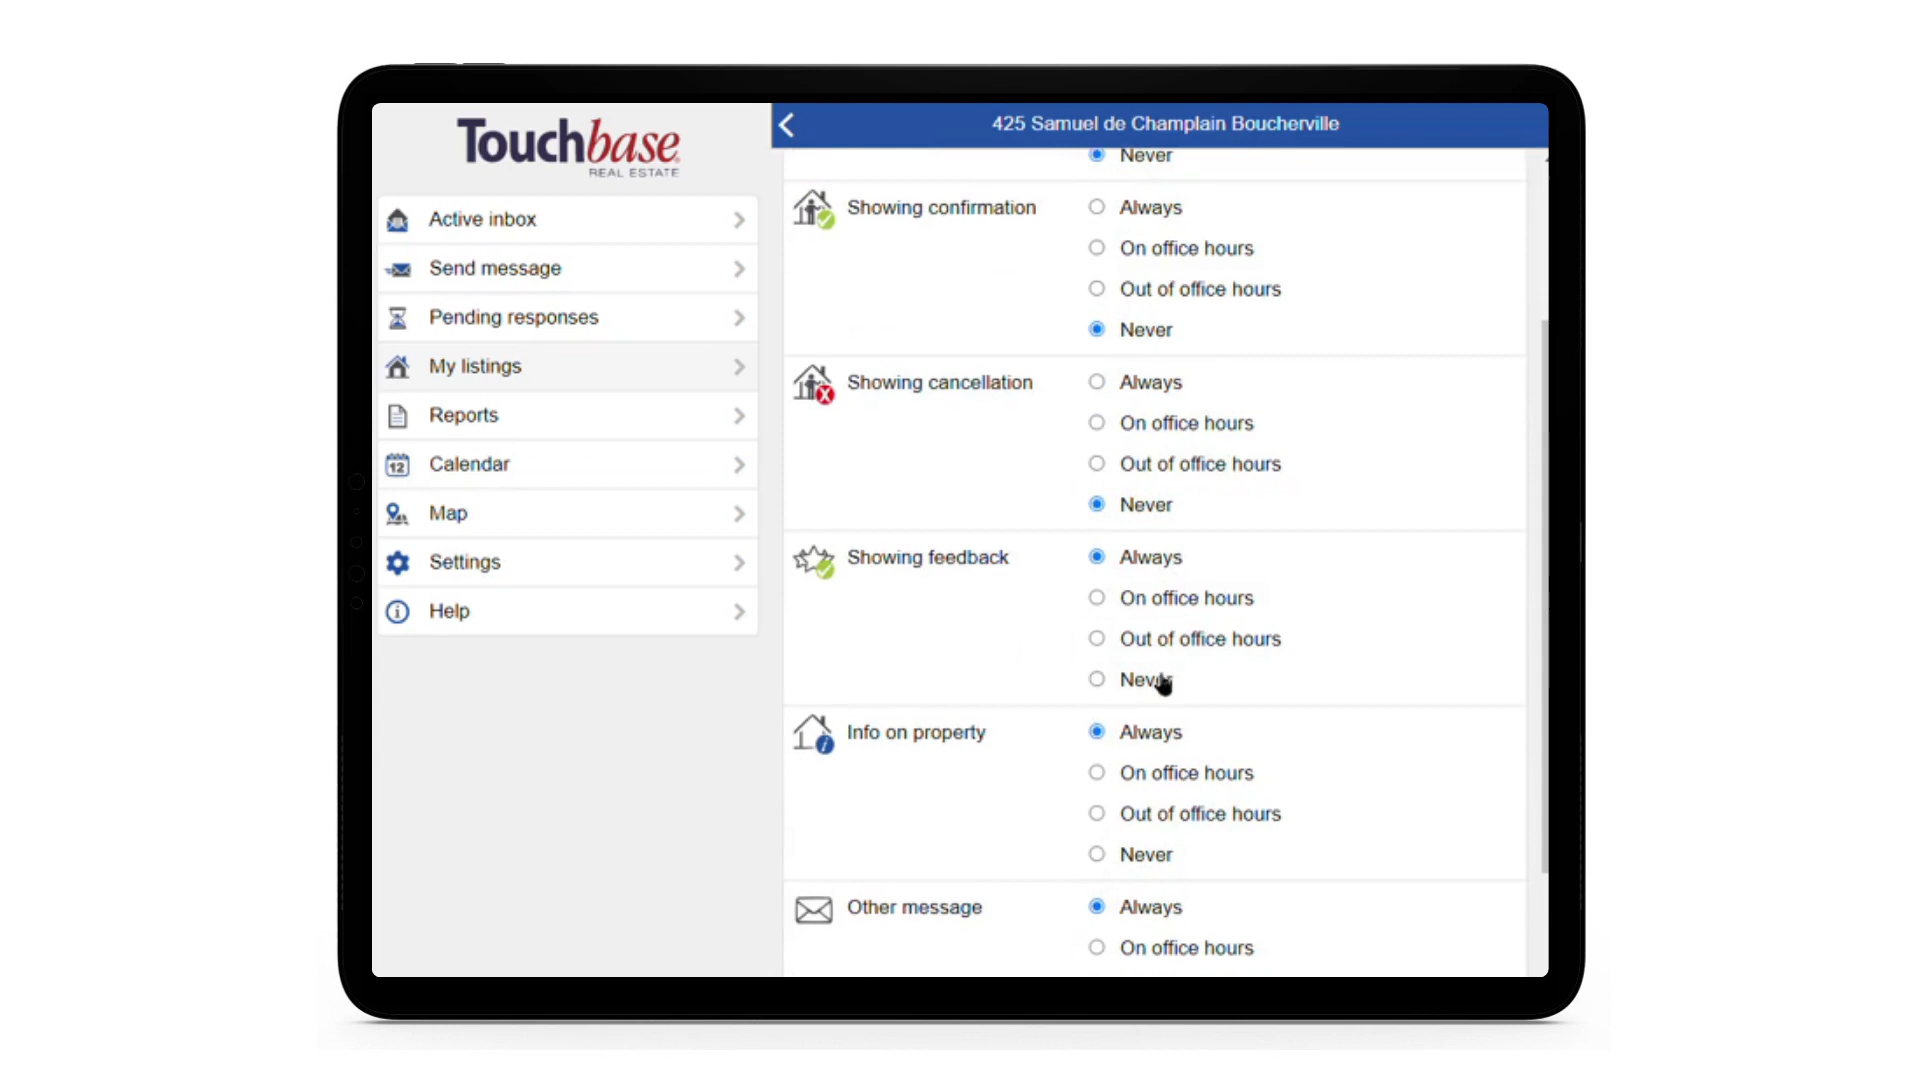 Touchbase
REAL ESTATE
Active inbox
Send message
Pending responses
My listings
Reports
12
Calendar
Map
Settings
Help
425 Samuel de Champlain Boucherville
Never
Showing confirmation
Always
On office hours
Out of office hours
Never
Showing cancellation
Always
On office hours
Out of office hours
Never
Showing feedback
Always
On office hours
Out of office hours
Never
Info on property
Always
On office hours
Out of office hours
Never
Other message
Always
On office hours